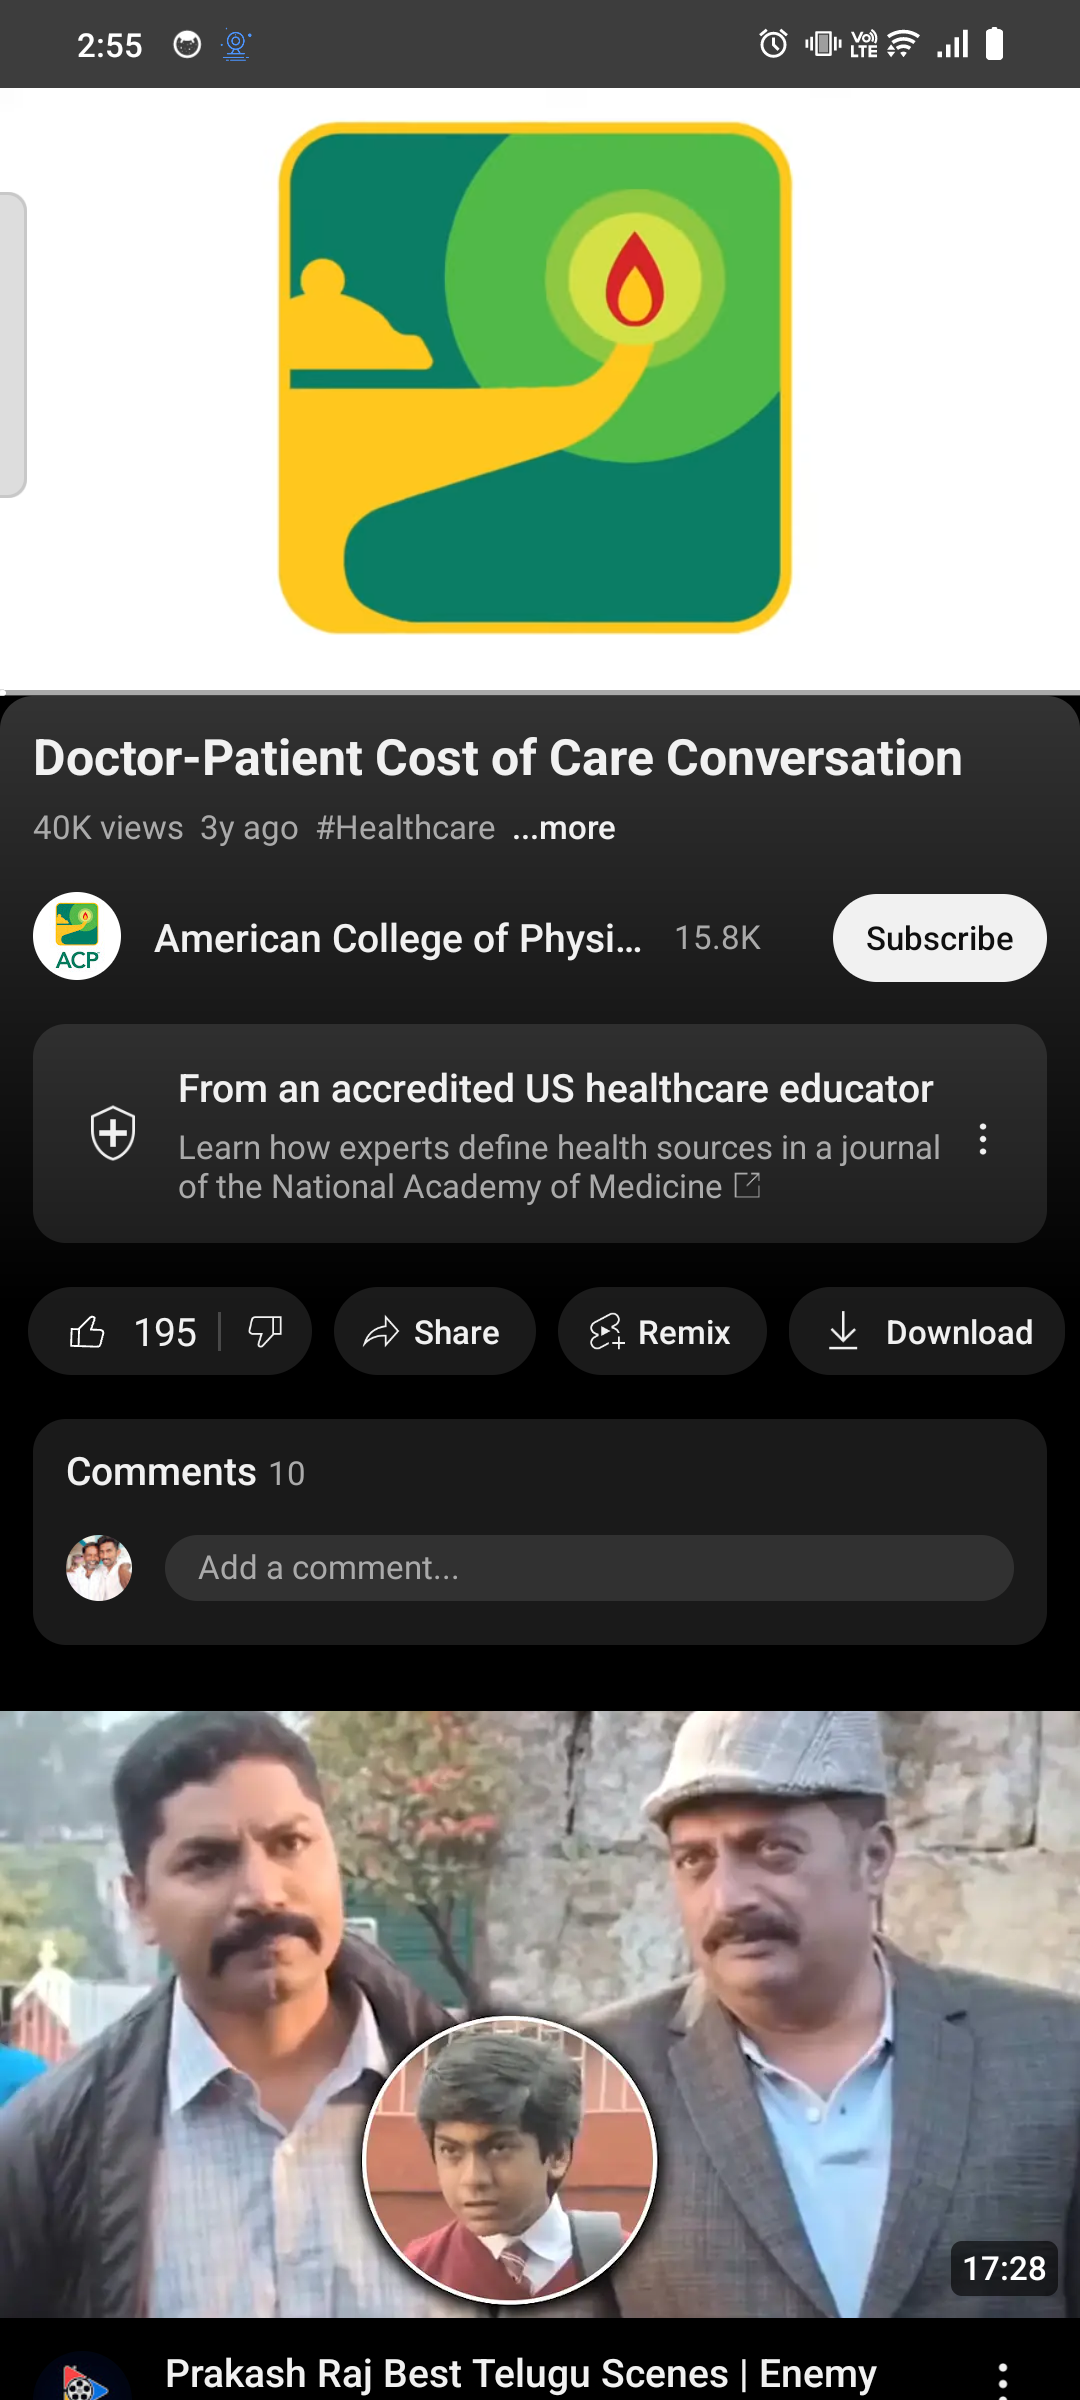 2:55
Vo) LTE
Doctor-Patient Cost of Care Conversation
40K views 3y ago #Healthcare ...more
ACP
American College of Physi... 15.8K Subscribe
From an accredited US healthcare educator
Learn how experts define health sources in a journal
of the National Academy of Medicine
195 Share Remix Download
Comments 10
Add a comment...
17:28
Prakash Raj Best Telugu Scenes | Enemy